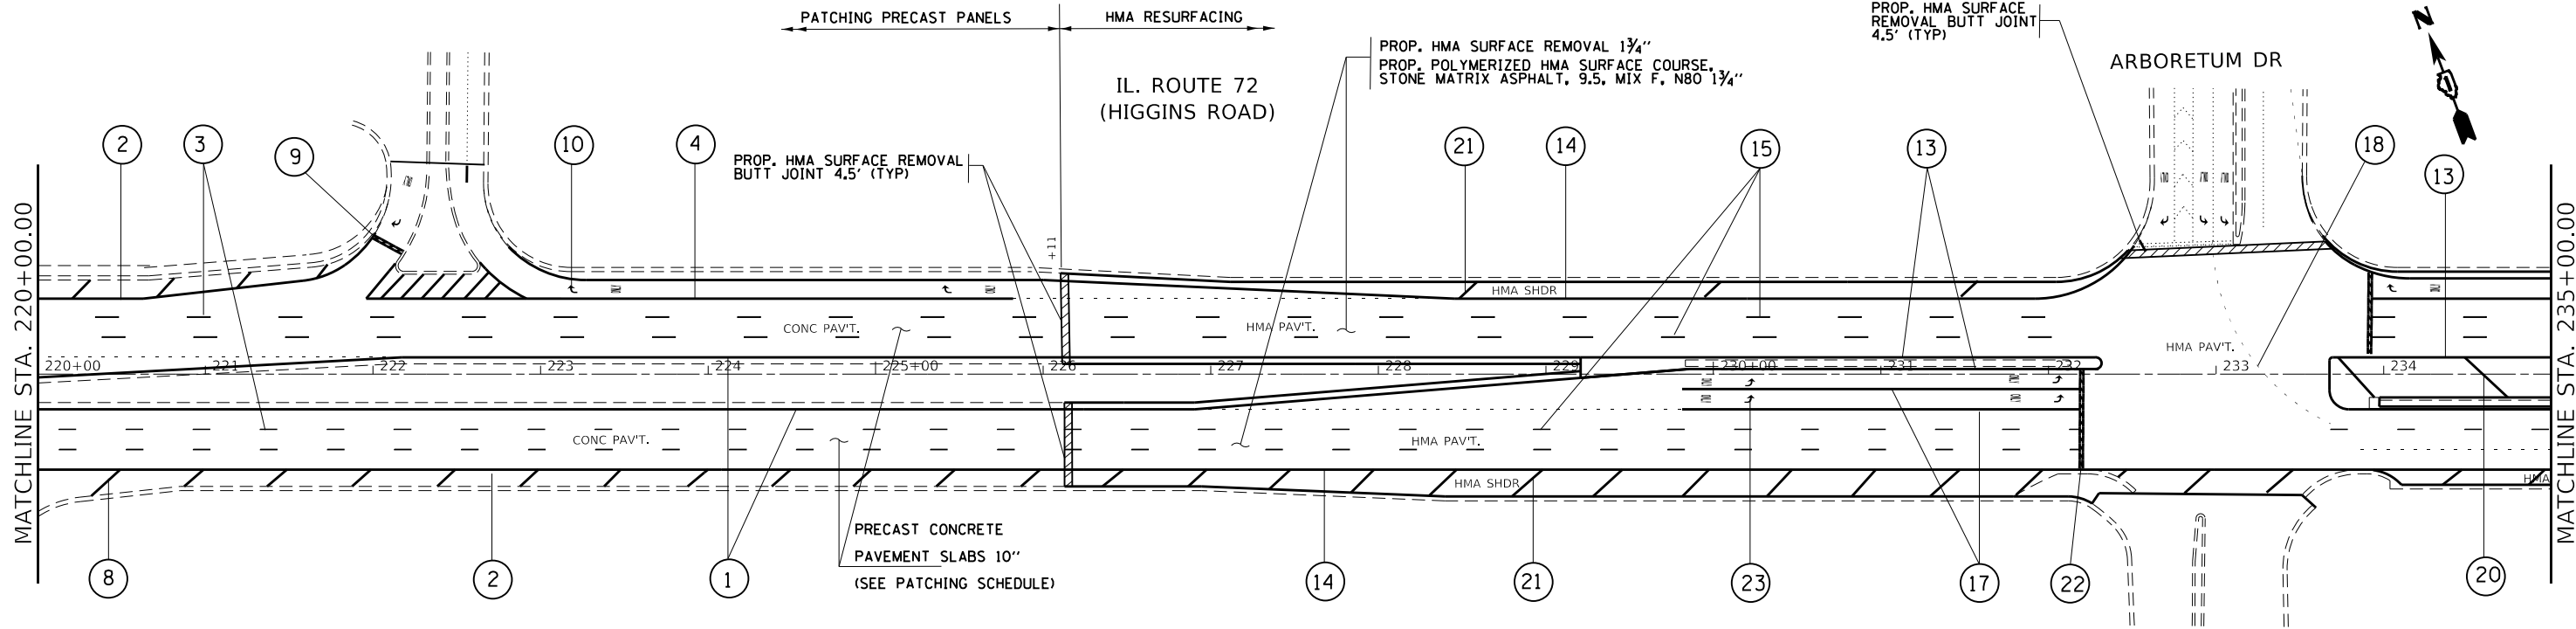 PATCHING PRECAST PANELS
HMA RESURFACING
PROP. HMA SURFACE
REMOVAL BUTT JOINT
4.5' (TYP)
N
IL. ROUTE 72
(HIGGINS ROAD)
PROP. HMA SURFACE REMOVAL 1¾"
PROP. POLYMERIZED HMA SURFACE COURSE,
STONE MATRIX ASPHALT, 9.5, MIX F, N80 1¾"
ARBORETUM DR
2
3
9
10
4
PROP. HMA SURFACE REMOVAL
BUTT JOINT 4.5' (TYP)
21
14
15
13
18
13
MATCHLINE STA. 220+00.00
+11
HMA SHDR
CONC PAV'T.
HMA PAV'T.
HMA PAV'T.
220+00
221
222
223
224
225+00
226
227
228
229
230+00
231
232
233
234
CONC PAV'T.
HMA PAV'T.
HMA SHDR
HMA
MATCHLINE STA. 235+00.00
PRECAST CONCRETE
PAVEMENT SLABS 10"
(SEE PATCHING SCHEDULE)
8
2
1
14
21
23
17
22
20